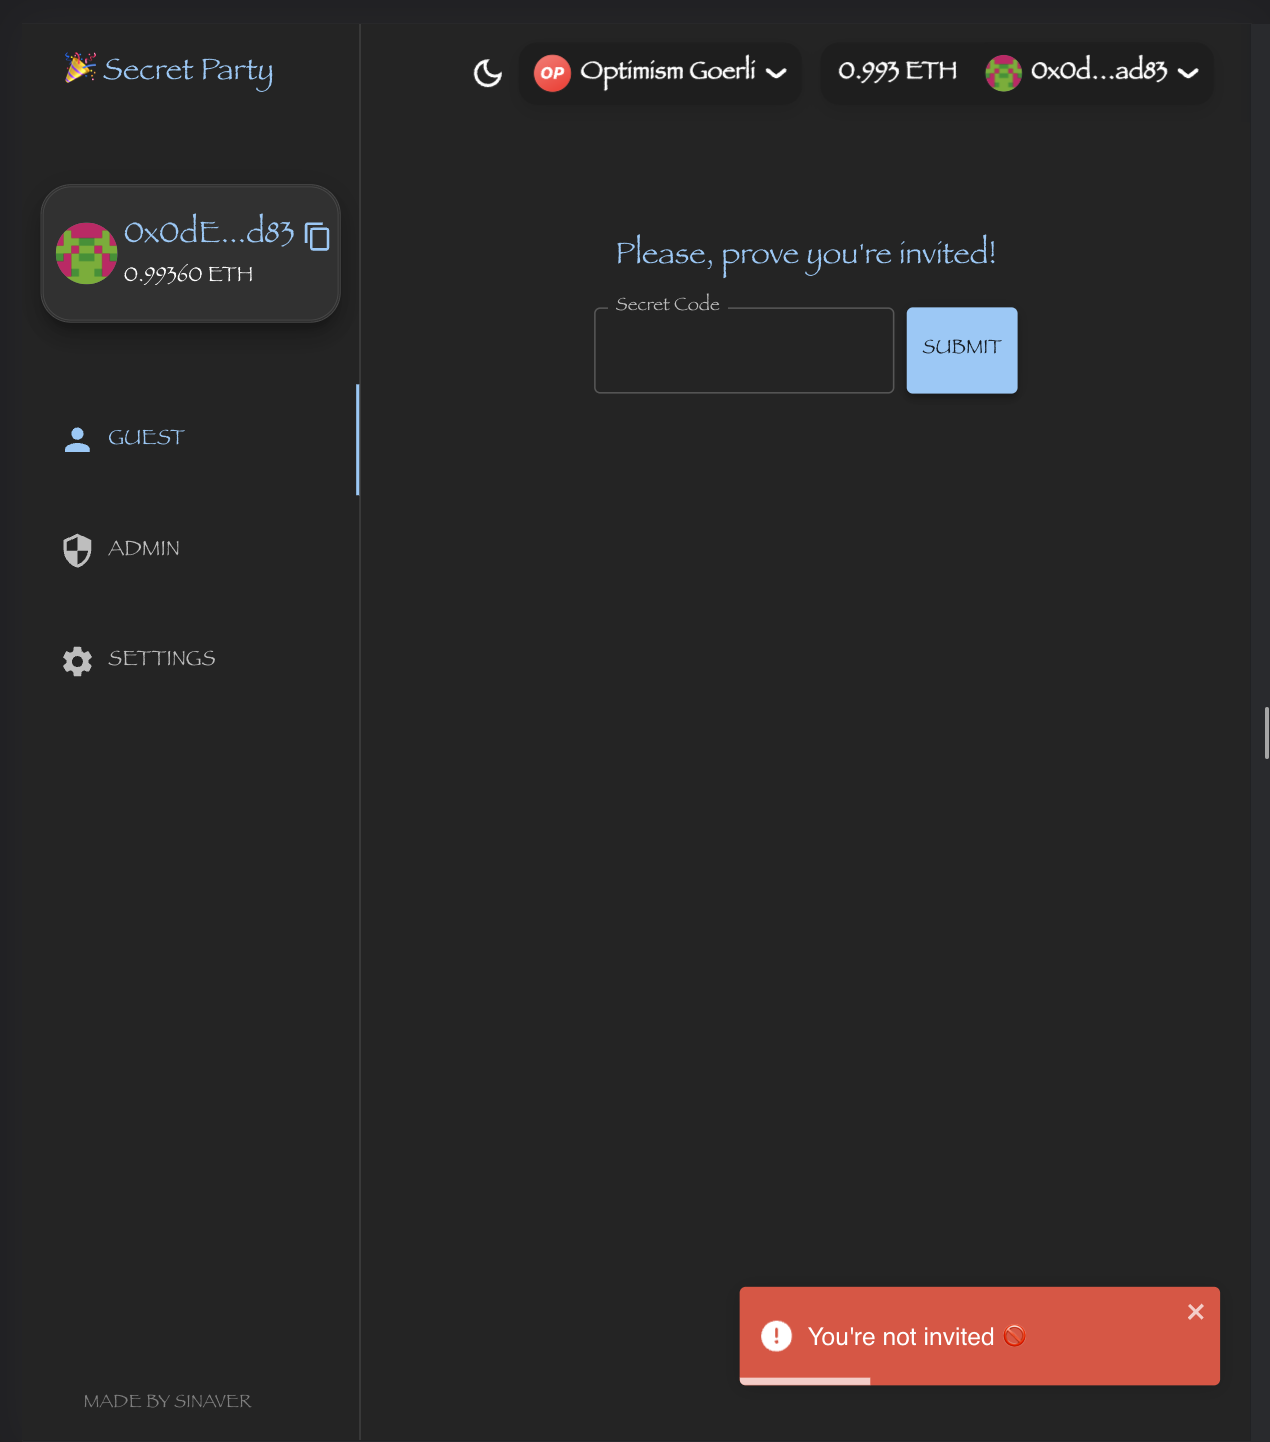 🎉 Secret Party
OP Optimism Goerli
0.993 ETH 0x0d...ad83
0x0dE...d83
0.99360 ETH
GUEST
ADMIN
SETTINGS
Please, prove you're invited!
Secret Code
SUBMIT
You're not invited 🚫
MADE BY SINAVER